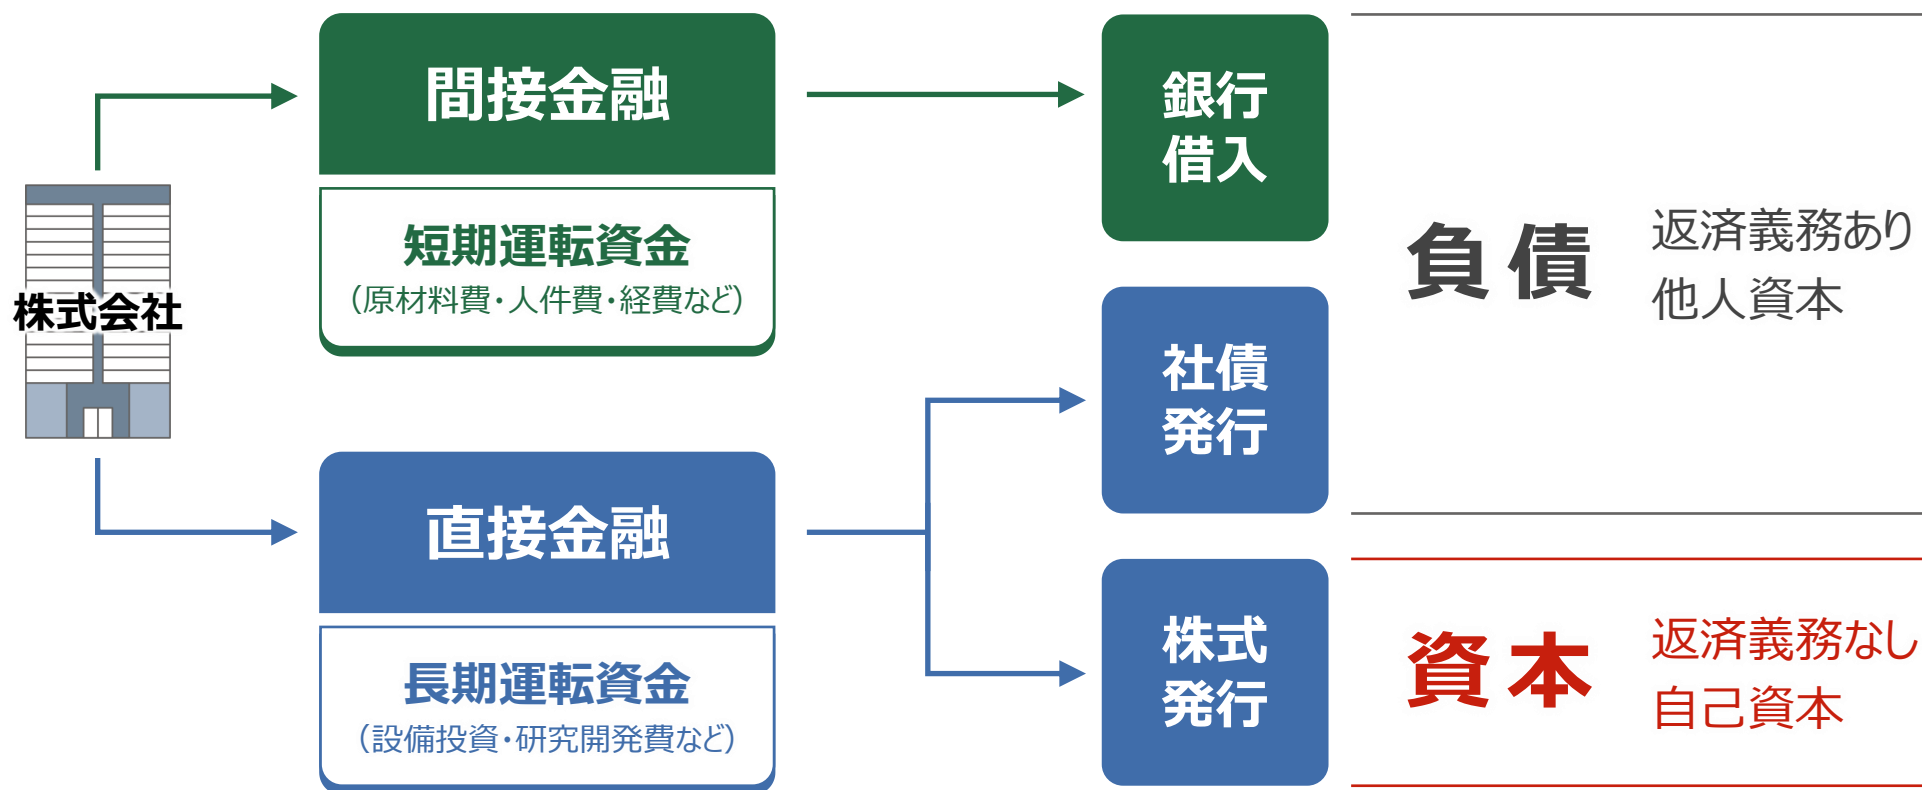 株式会社
間接金融
短期運転資金
（原材料費・人件費・経費など）
直接金融
長期運転資金
（設備投資・研究開発費など）
銀行
借入
社債
発行
株式
発行
負債
返済義務あり
他人資本
資本
返済義務なし
自己資本